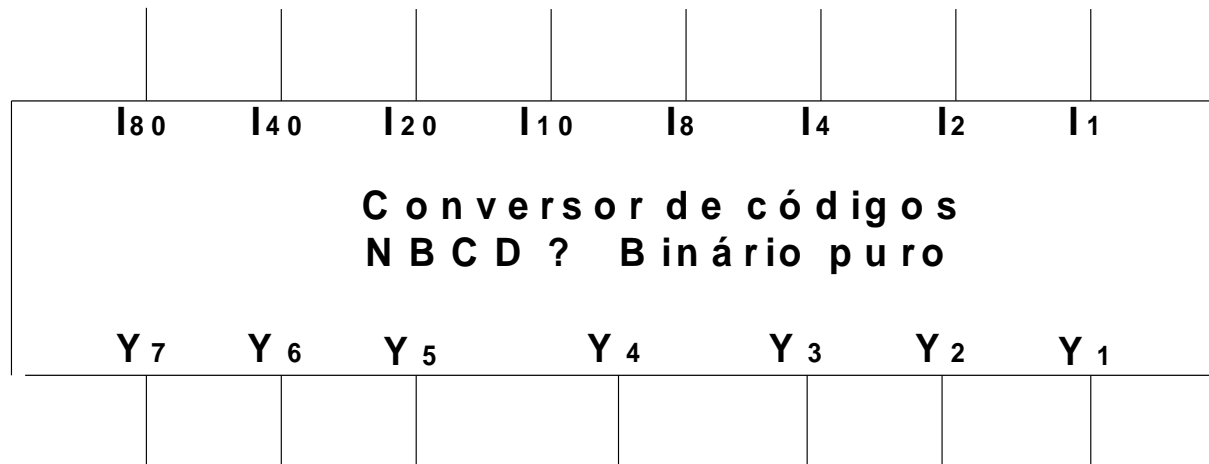 I80 I40 I20 I10 I8 I4 I2 I1
Conversor de códigos
NBCD ? Binário puro
Y7 Y6 Y5 Y4 Y3 Y2 Y1